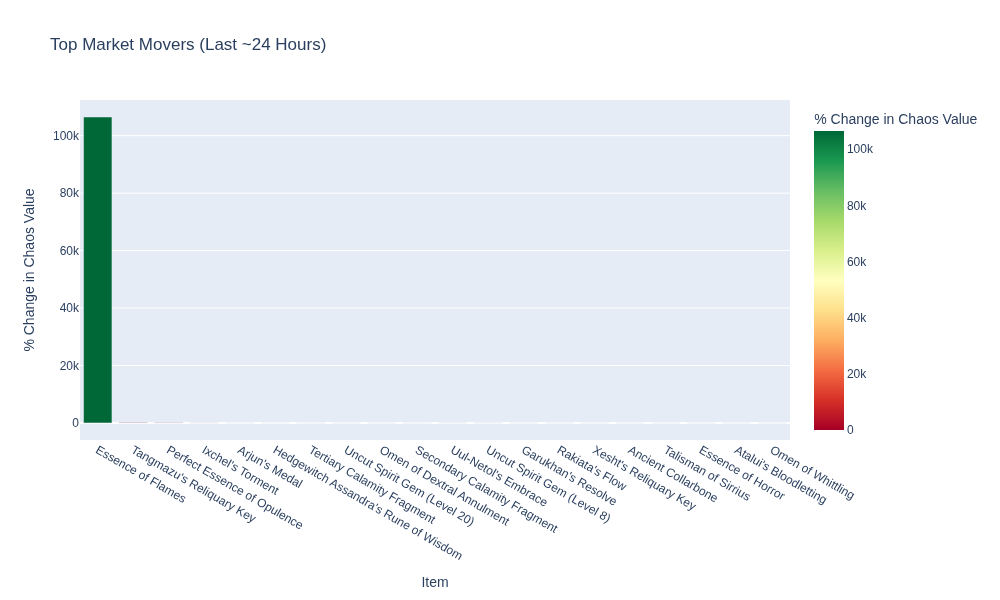 Top Market Movers (Last ~24 Hours)
% Change in Chaos Value
100k
80k
60k
40k
20k
0
% Change in Chaos Value
100k
80k
60k
40k
20k
0
Essence of Flames
Tangmazu's Reliquary Key
Perfect Essence of Opulence
Ixchel's Torment
Arjun's Medal
Hedgewitch Assandra's Rune of Wisdom
Tertiary Calamity Fragment
Uncut Spirit Gem (Level 20)
Omen of Dextral Annulment
Secondary Calamity Fragment
Uul-Netol's Embrace
Uncut Spirit Gem (Level 8)
Garukhan's Resolve
Rakiata's Flow
Xesht's Reliquary Key
Ancient Collarbone
Talisman of Sirrius
Essence of Horror
Atalui's Bloodletting
Omen of Whittling
Item